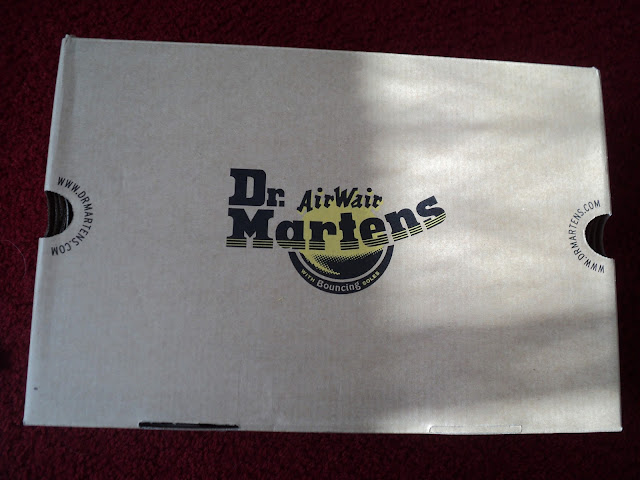 Dr. AirWair
Martens
WITH Bouncing SOLES
WWW.DRMARTENS.COM
WWW.DRMARTENS.COM